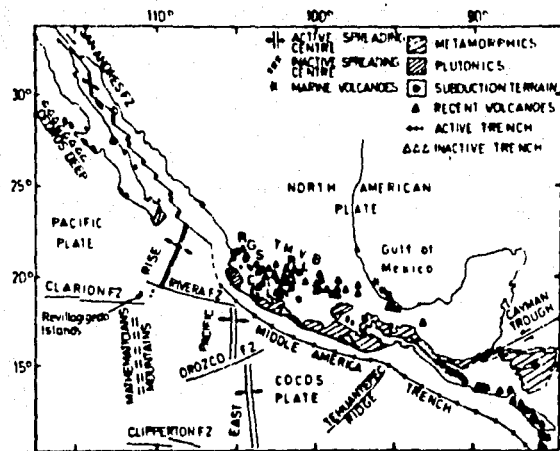 110°
100°
90°
ACTIVE SPREADING
CENTRE
INACTIVE SPREADING
CENTRE
MARINE VOLCANOES
METAMORPHICS
PLUTONICS
SUBDUCTION TERRAIN
RECENT VOLCANOES
ACTIVE TRENCH
INACTIVE TRENCH
SAN ANDRES FZ
30°
25°
20°
15°
NORTH AMERICAN
PLATE
Gulf of
Mexico
PACIFIC
PLATE
RISE
RIVERA FZ
CLARION FZ
Revillagigedo
Islands
MATHEMATICIANS
MOUNTAINS
PACIFIC
OROZCO FZ
EAST
CLIPPERTON FZ
COCOS
PLATE
MIDDLE AMERICA
TRENCH
TEHUANTEPEC
RIDGE
CAYMAN
TROUGH